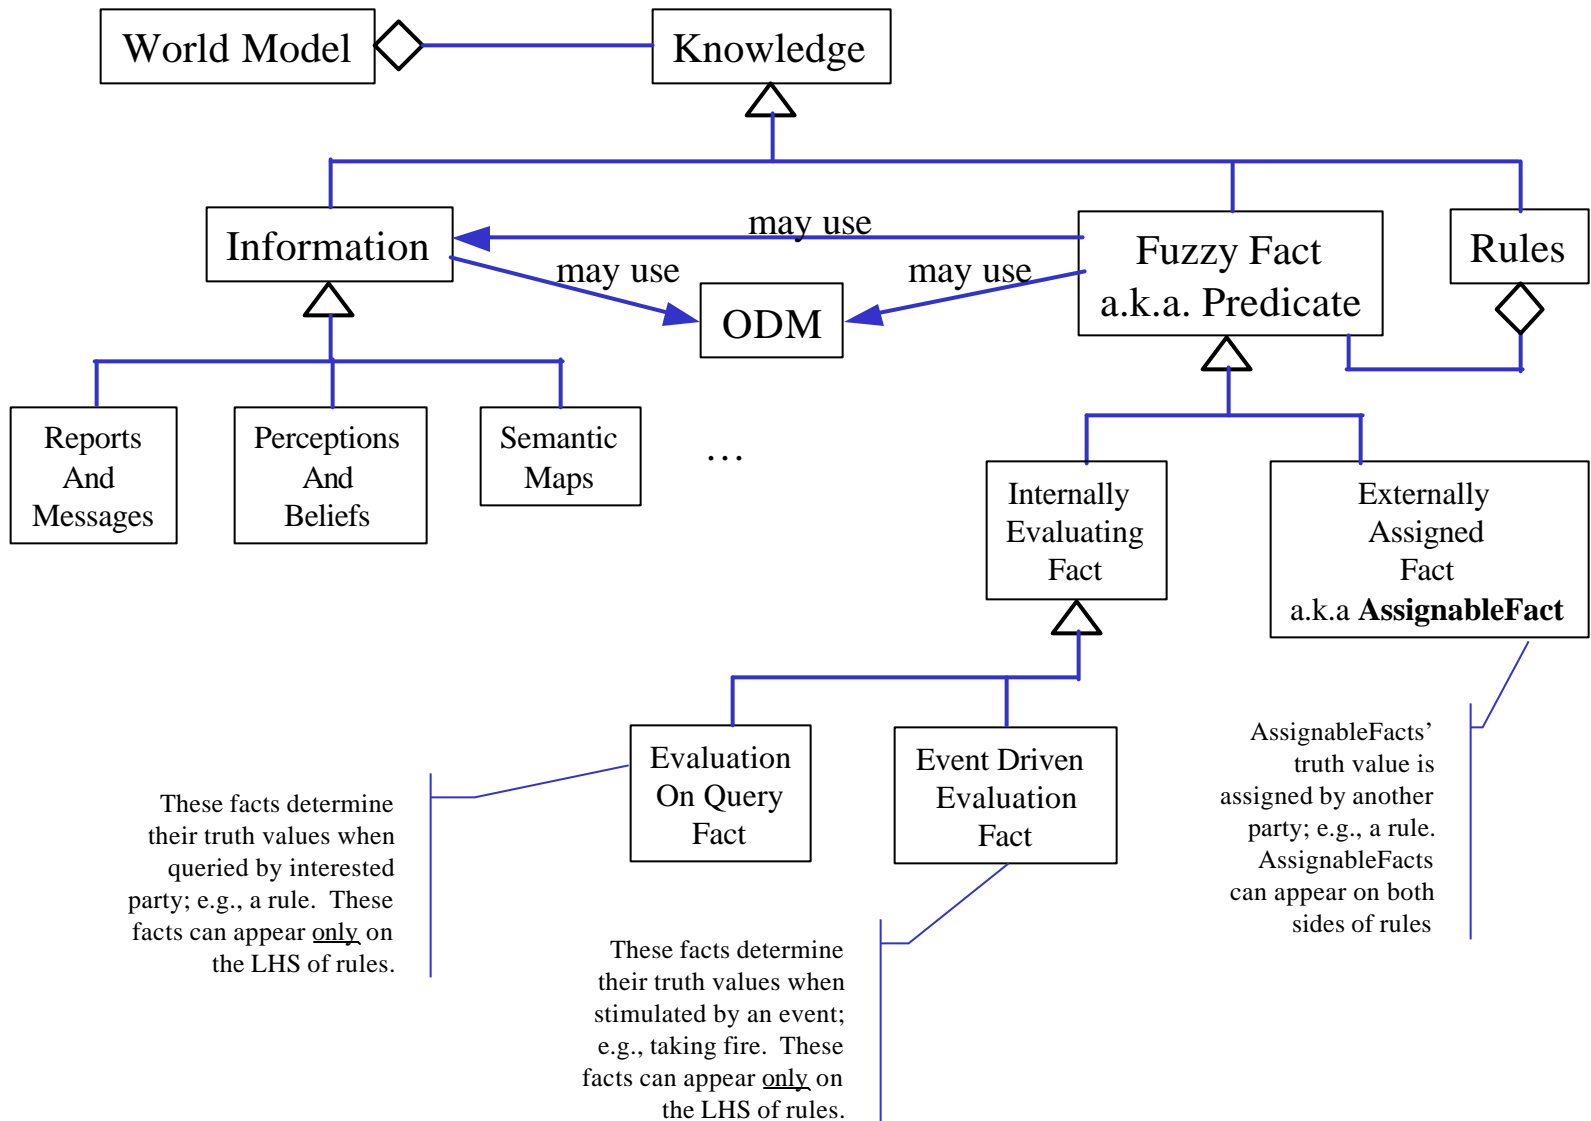 World Model
Knowledge
Information
may use
Fuzzy Fact
a.k.a. Predicate
Rules
may use
may use
ODM
Reports
And
Messages
Perceptions
And
Beliefs
Semantic
Maps
…
Internally
Evaluating
Fact
Externally
Assigned
Fact
a.k.a AssignableFact
Evaluation
On Query
Fact
Event Driven
Evaluation
Fact
AssignableFacts’
truth value is
assigned by another
party; e.g., a rule.
AssignableFacts
can appear on both
sides of rules
These facts determine
their truth values when
queried by interested
party; e.g., a rule. These
facts can appear only on
the LHS of rules.
These facts determine
their truth values when
stimulated by an event;
e.g., taking fire. These
facts can appear only on
the LHS of rules.